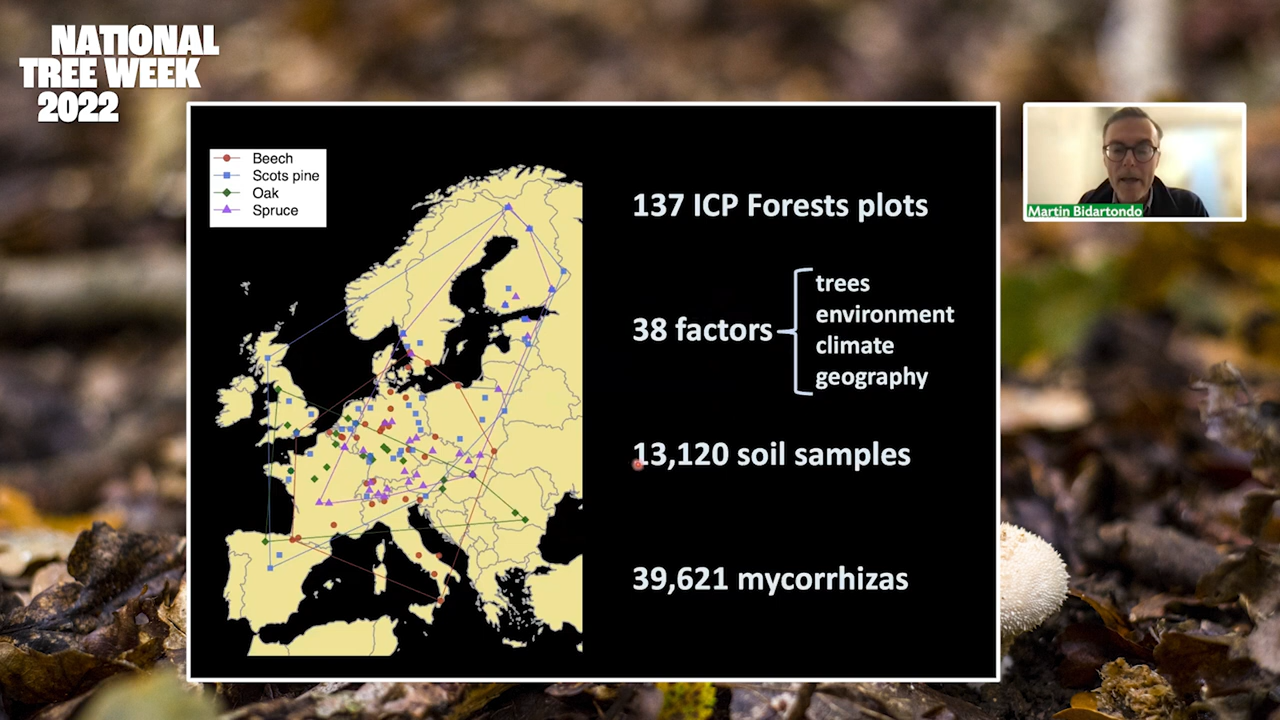 NATIONAL
TREE WEEK
2022
Beech
Scots pine
Oak
Spruce
137 ICP Forests plots
38 factors
trees
environment
climate
geography
13,120 soil samples
39,621 mycorrhizas
Martin Bidartondo